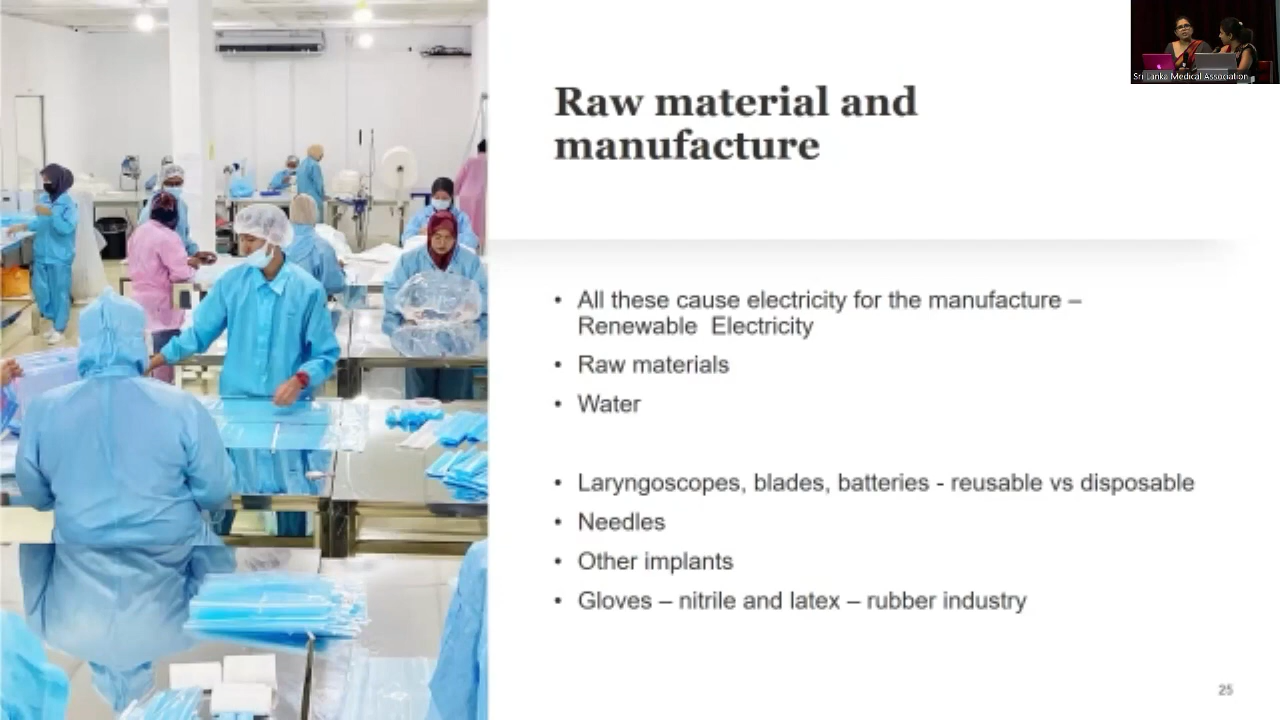 Sri Lanka Medical Association
Raw material and
manufacture
• All these cause electricity for the manufacture –
Renewable Electricity
• Raw materials
• Water
• Laryngoscopes, blades, batteries - reusable vs disposable
• Needles
• Other implants
• Gloves – nitrile and latex – rubber industry
25